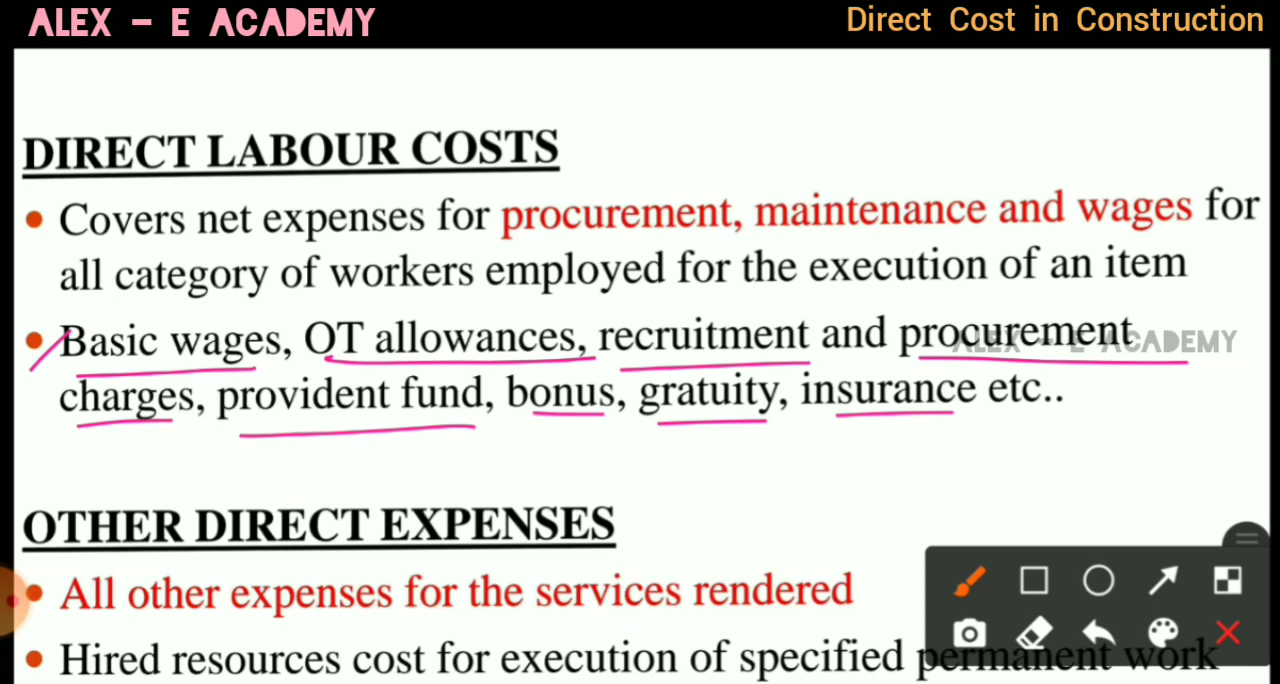 ALEX – E ACADEMY
Direct Cost in Construction
DIRECT LABOUR COSTS
Covers net expenses for procurement, maintenance and wages for
all category of workers employed for the execution of an item
Basic wages, OT allowances, recruitment and procurement
ALEX – E ACADEMY
charges, provident fund, bonus, gratuity, insurance etc..
OTHER DIRECT EXPENSES
All other expenses for the services rendered
Hired resources cost for execution of specified permanent work